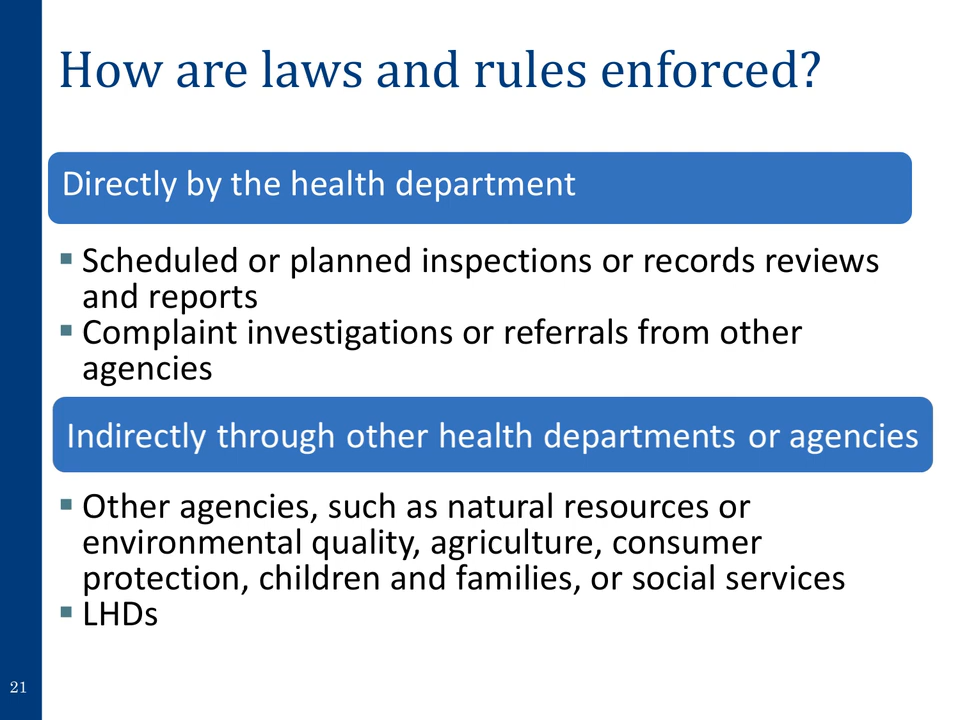 How are laws and rules enforced?
Directly by the health department
▪ Scheduled or planned inspections or records reviews
and reports
▪ Complaint investigations or referrals from other
agencies
Indirectly through other health departments or agencies
▪ Other agencies, such as natural resources or
environmental quality, agriculture, consumer
protection, children and families, or social services
▪ LHDs
21